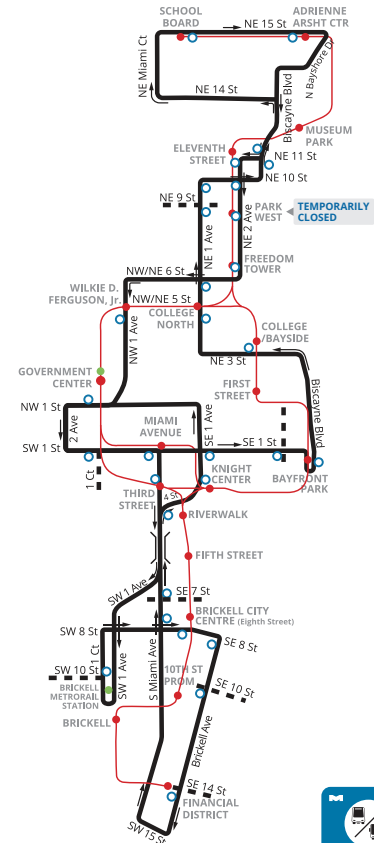 SCHOOL
BOARD
ADRIENNE
ARSHT CTR
NE 15 St
NE Miami Ct
N Bayshore Dr
Biscayne Blvd
NE 14 St
MUSEUM
PARK
ELEVENTH
STREET
NE 11 St
NE 10 St
NE 9 St
PARK
WEST
TEMPORARILY
CLOSED
NE 1 Ave
NE 2 Ave
FREEDOM
TOWER
NW/NE 6 St
WILKIE D.
FERGUSON, Jr.
NW/NE 5 St
COLLEGE
NORTH
COLLEGE
/BAYSIDE
NW 1 Ave
NE 3 St
GOVERNMENT
CENTER
FIRST
STREET
Biscayne Blvd
NW 1 St
2 Ave
MIAMI
AVENUE
SE 1 Ave
SW 1 St
SE 1 St
1 Ct
KNIGHT
CENTER
BAYFRONT
PARK
THIRD
STREET
4 St
RIVERWALK
FIFTH STREET
SW 1 Ave
SE 7 St
BRICKELL CITY
CENTRE (Eighth Street)
SW 8 St
SE 8 St
1 Ct
SW 1 Ave
S Miami Ave
SW 10 St
10TH ST
PROM
SE 10 St
BRICKELL
METRORAIL
STATION
Brickell Ave
BRICKELL
SE 14 St
FINANCIAL
DISTRICT
SW 15 St